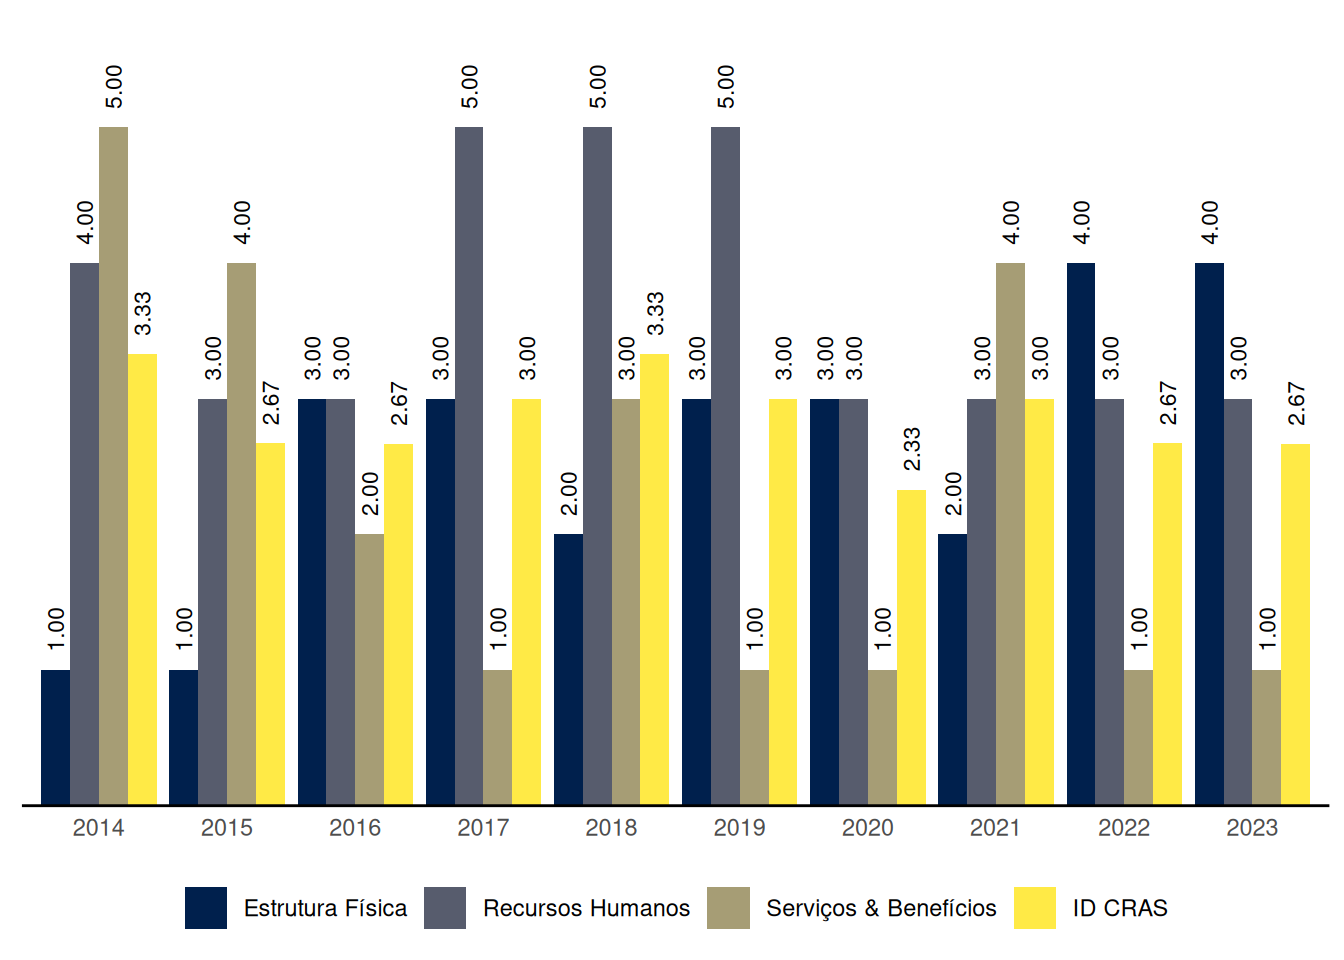 1.00 4.00 5.00 3.33
1.00 3.00 4.00 2.67
3.00 3.00 2.00 2.67
3.00 5.00 1.00 3.00
2.00 5.00 3.00 3.33
3.00 5.00 1.00 3.00
3.00 3.00 1.00 2.33
2.00 3.00 4.00 3.00
4.00 3.00 1.00 2.67
4.00 3.00 1.00 2.67
2014 2015 2016 2017 2018 2019 2020 2021 2022 2023
Estrutura Física Recursos Humanos Serviços & Benefícios ID CRAS